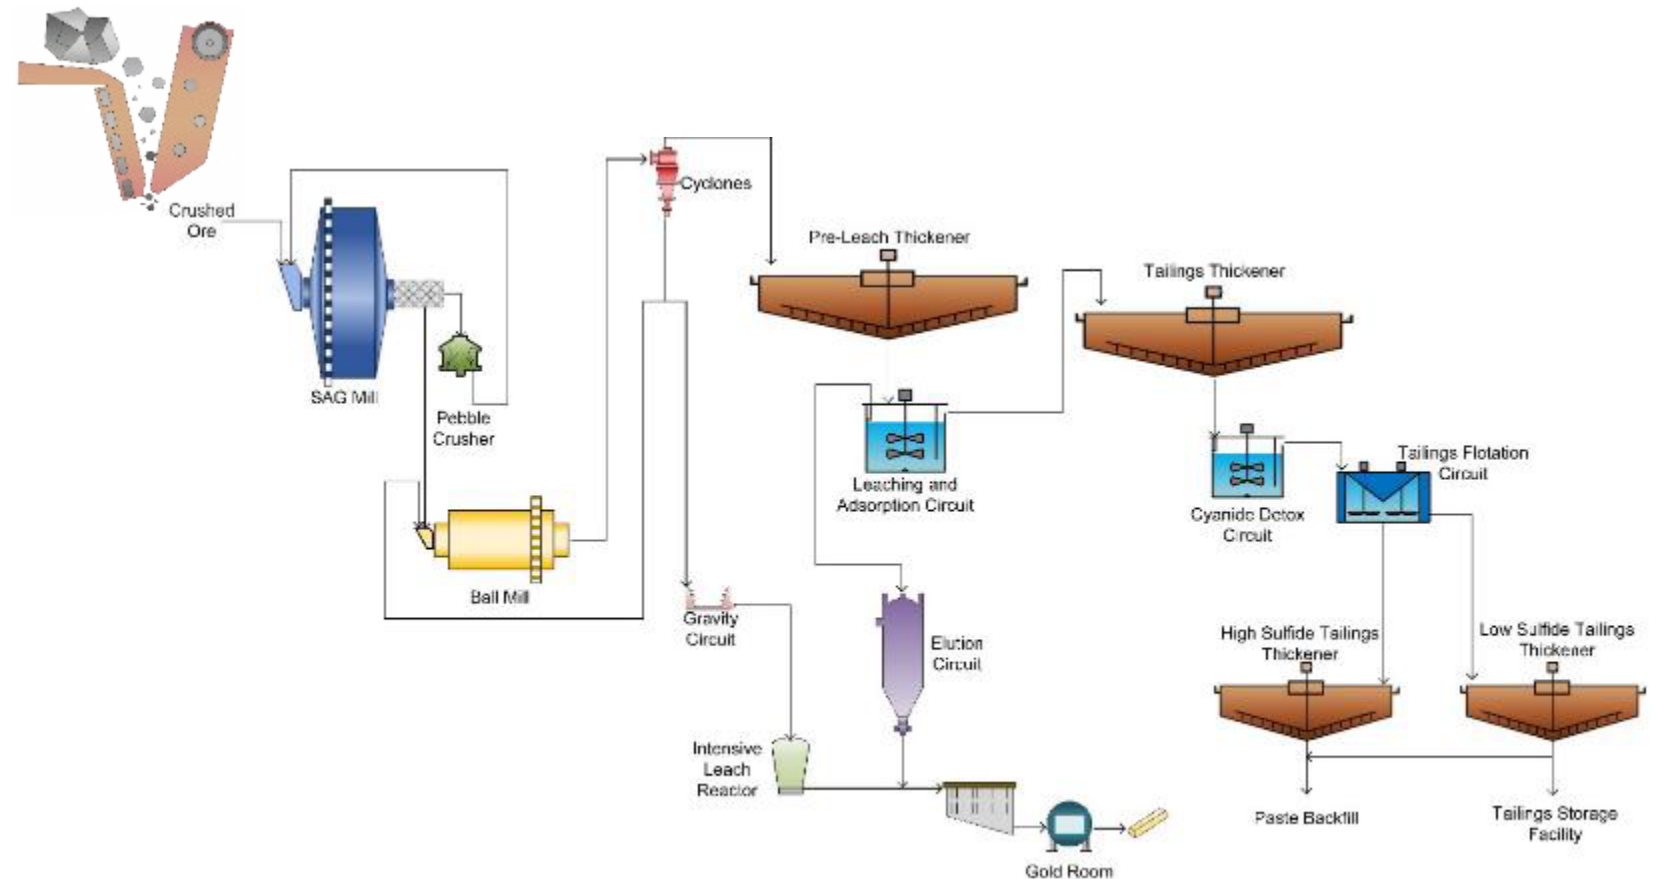 Crushed
Ore
SAG Mill
Pebble
Crusher
Ball Mill
Cyclones
Gravity
Circuit
Intensive
Leach
Reactor
Pre-Leach Thickener
Leaching and
Adsorption Circuit
Elution
Circuit
Gold Room
Tailings Thickener
Cyanide Detox
Circuit
Tailings Flotation
Circuit
High Sulfide Tailings
Thickener
Low Sulfide Tailings
Thickener
Paste Backfill
Tailings Storage
Facility